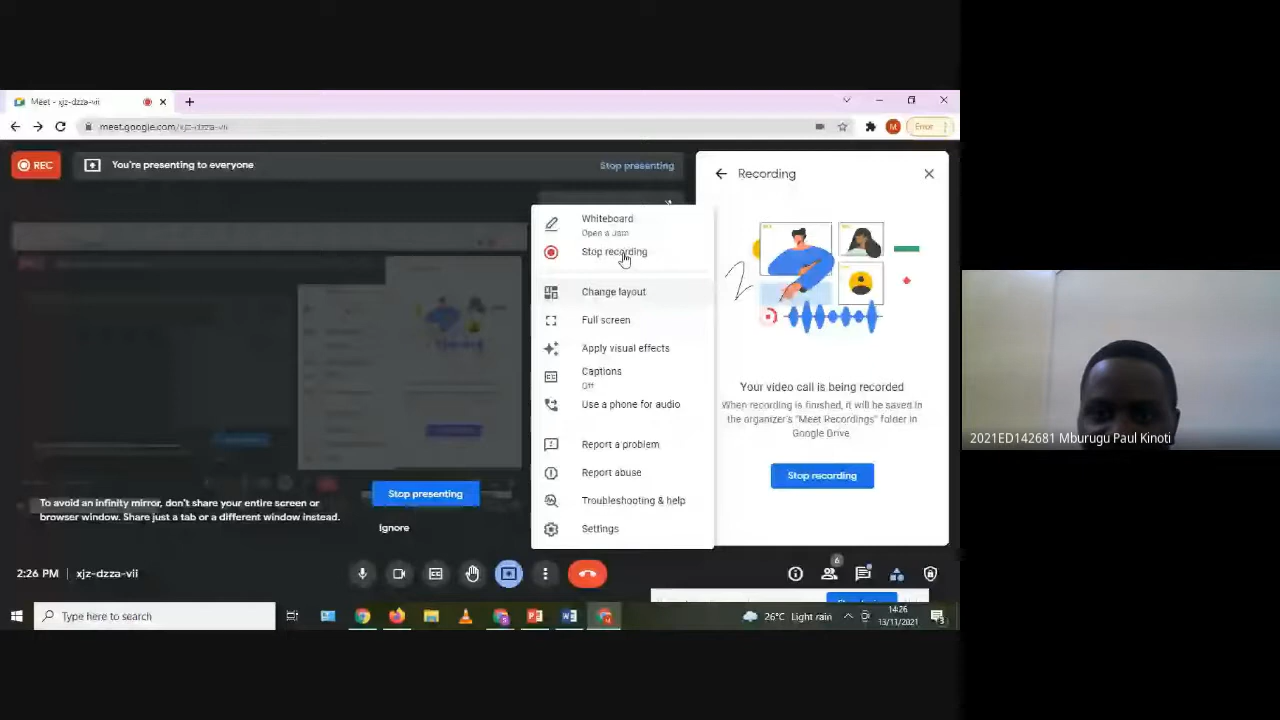 Meet - xjz-dzza-vii
meet.google.com/xjz-dzza-vii
M
Error
REC
You're presenting to everyone
Stop presenting
Recording
Whiteboard
Open a Jam
Stop recording
Change layout
Full screen
Apply visual effects
Captions
Off
Use a phone for audio
Report a problem
Report abuse
Troubleshooting & help
Settings
2
Your video call is being recorded
When recording is finished, it will be saved in
the organizer's "Meet Recordings" folder in
Google Drive
Stop recording
To avoid an infinity mirror, don't share your entire screen or
browser window. Share just a tab or a different window instead.
Stop presenting
Ignore
2021ED142681 Mburugu Paul Kinoti
2:26 PM | xjz-dzza-vii
6
Type here to search
26°C Light rain
14:26
13/11/2021
3